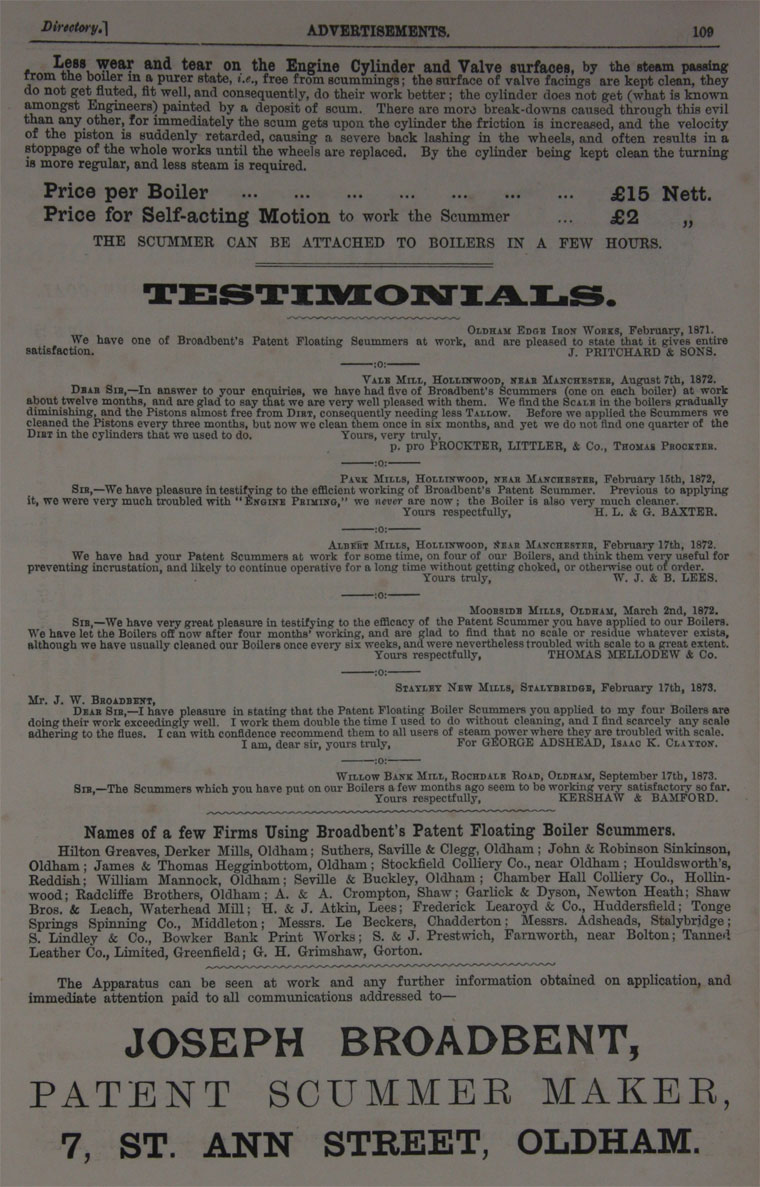 Directory.]
ADVERTISEMENTS.
109
Less wear and tear on the Engine Cylinder and Valve surfaces, by the steam passing
from the boiler in a purer state, i.e., free from scummings; the surface of valve facings are kept clean, they
do not get fluted, fit well, and consequently, do their work better; the cylinder does not get (what is known
amongst Engineers) painted by a deposit of scum. There are more break-downs caused through this evil
than any other, for immediately the scum gets upon the cylinder the friction is increased, and the velocity
of the piston is suddenly retarded, causing a severe back lashing in the wheels, and often results in a
stoppage of the whole works until the wheels are replaced. By the cylinder being kept clean the turning
is more regular, and less steam is required.
Price per Boiler ... ... ... ... ... ... ... £15 Nett.
Price for Self-acting Motion to work the Scummer ... £2 „
THE SCUMMER CAN BE ATTACHED TO BOILERS IN A FEW HOURS.
TESTIMONIALS.
OLDHAM EDGE IRON WORKS, February, 1871.
We have one of Broadbent's Patent Floating Scummers at work, and are pleased to state that it gives entire
satisfaction. J. PRITCHARD & SONS.
—:o:—
VALE MILL, HOLLINWOOD, NEAR MANCHESTER, August 7th, 1872.
DEAR SIR,—In answer to your enquiries, we have had five of Broadbent's Scummers (one on each boiler) at work
about twelve months, and are glad to say that we are very well pleased with them. We find the SCALE in the boilers gradually
diminishing, and the Pistons almost free from DIRT, consequently needing less TALLOW. Before we applied the Scummers we
cleaned the Pistons every three months, but now we clean them once in six months, and yet we do not find one quarter of the
DIRT in the cylinders that we used to do. Yours, very truly,
p. pro PROCKTER, LITTLER, & Co., THOMAS PROCKTER.
—:o:—
PARK MILLS, HOLLINWOOD, NEAR MANCHESTER, February 15th, 1872,
SIR,—We have pleasure in testifying to the efficient working of Broadbent's Patent Scummer. Previous to applying
it, we were very much troubled with "ENGINE PRIMING," we never are now; the Boiler is also very much cleaner.
Yours respectfully, H. L. & G. BAXTER.
—:o:—
ALBERT MILLS, HOLLINWOOD, NEAR MANCHESTER, February 17th, 1872.
We have had your Patent Scummers at work for some time, on four of our Boilers, and think them very useful for
preventing incrustation, and likely to continue operative for a long time without getting choked, or otherwise out of order.
Yours truly, W. J. & B. LEES.
—:o:—
MOORSIDE MILLS, OLDHAM, March 2nd, 1872.
SIR,—We have very great pleasure in testifying to the efficacy of the Patent Scummer you have applied to our Boilers.
We have let the Boilers off now after four months' working, and are glad to find that no scale or residue whatever exists,
although we have usually cleaned our Boilers once every six weeks, and were nevertheless troubled with scale to a great extent.
Yours respectfully, THOMAS MELLODEW & Co.
—:o:—
STAYLEY NEW MILLS, STALYBRIDGE, February 17th, 1873.
Mr. J. W. BROADBENT,
DEAR SIR,—I have pleasure in stating that the Patent Floating Boiler Scummers you applied to my four Boilers are
doing their work exceedingly well. I work them double the time I used to do without cleaning, and I find scarcely any scale
adhering to the flues. I can with confidence recommend them to all users of steam power where they are troubled with scale.
I am, dear sir, yours truly, For GEORGE ADSHEAD, ISAAC K. CLAYTON.
—:o:—
WILLOW BANK MILL, ROCHDALE ROAD, OLDHAM, September 17th, 1873.
SIR,—The Scummers which you have put on our Boilers a few months ago seem to be working very satisfactory so far.
Yours respectfully, KERSHAW & BAMFORD.
Names of a few Firms Using Broadbent's Patent Floating Boiler Scummers.
Hilton Greaves, Derker Mills, Oldham; Suthers, Saville & Clegg, Oldham; John & Robinson Sinkinson,
Oldham; James & Thomas Hegginbottom, Oldham; Stockfield Colliery Co., near Oldham; Houldsworth's,
Reddish; William Mannock, Oldham; Seville & Buckley, Oldham; Chamber Hall Colliery Co., Hollin-
wood; Radcliffe Brothers, Oldham; A. & A. Crompton, Shaw; Garlick & Dyson, Newton Heath; Shaw
Bros. & Leach, Waterhead Mill; H. & J. Atkin, Lees; Frederick Learoyd & Co., Huddersfield; Tonge
Springs Spinning Co., Middleton; Messrs. Le Beckers, Chadderton; Messrs. Adsheads, Stalybridge;
S. Lindley & Co., Bowker Bank Print Works; S. & J. Prestwich, Farnworth, near Bolton; Tanned
Leather Co., Limited, Greenfield; G. H. Grimshaw, Gorton.
The Apparatus can be seen at work and any further information obtained on application, and
immediate attention paid to all communications addressed to—
JOSEPH BROADBENT,
PATENT SCUMMER MAKER,
7, ST. ANN STREET, OLDHAM.